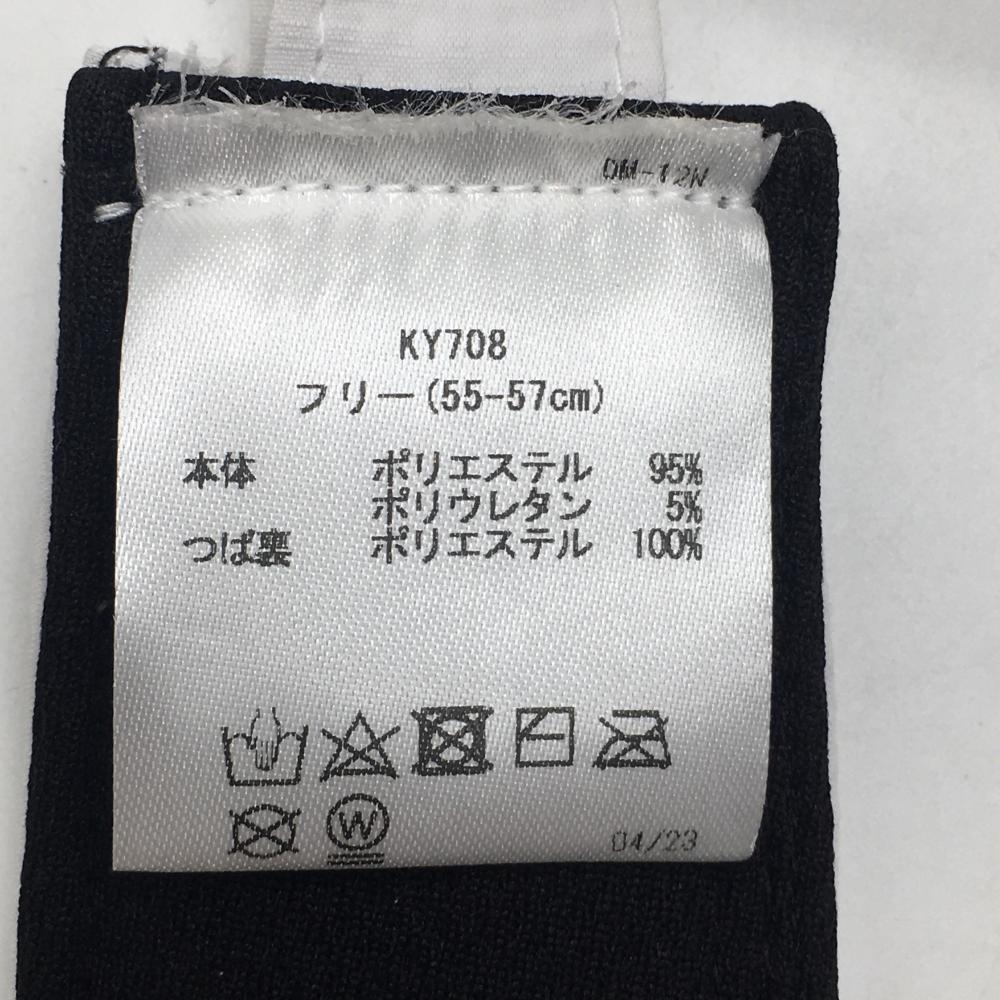 DM-12N
KY708
フリー(55-57cm)
本体 ポリエステル 95%
ポリウレタン 5%
つば裏 ポリエステル 100%
W
04/23